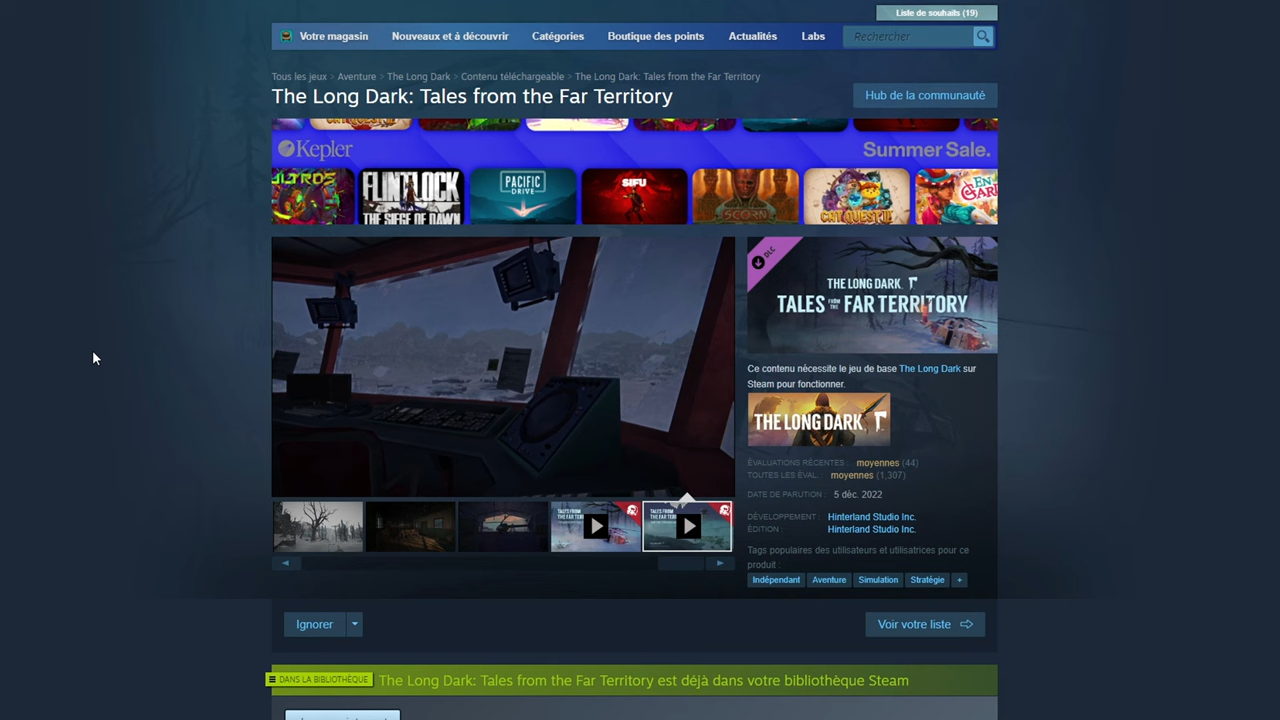 Liste de souhaits (19)
Votre magasin Nouveaux et à découvrir Catégories Boutique des points Actualités Labs Rechercher
Tous les jeux > Aventure > The Long Dark > Contenu téléchargeable > The Long Dark: Tales from the Far Territory
The Long Dark: Tales from the Far Territory
Hub de la communauté
Kepler Summer Sale.
ULTROS FLINTLOCK THE SIEGE OF DAWN PACIFIC DRIVE SIFU SCORN CAT QUEST III EN GARDE
DLC
THE LONG DARK
TALES FROM THE FAR TERRITORY
Ce contenu nécessite le jeu de base The Long Dark sur
Steam pour fonctionner.
THE LONG DARK
ÉVALUATIONS RÉCENTES : moyennes (44)
TOUTES LES ÉVAL. : moyennes (1,307)
DATE DE PARUTION : 5 déc. 2022
DÉVELOPPEMENT : Hinterland Studio Inc.
ÉDITION : Hinterland Studio Inc.
Tags populaires des utilisateurs et utilisatrices pour ce
produit :
Indépendant Aventure Simulation Stratégie +
Ignorer Voir votre liste
DANS LA BIBLIOTHÈQUE The Long Dark: Tales from the Far Territory est déjà dans votre bibliothèque Steam